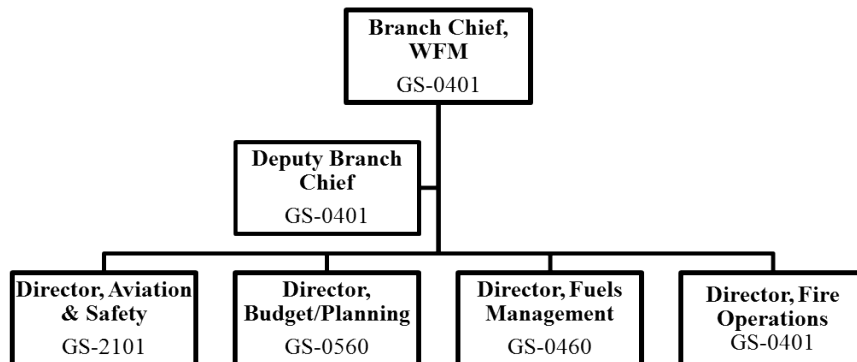 Branch Chief,
WFM
GS-0401
Deputy Branch
Chief
GS-0401
Director, Aviation
& Safety
GS-2101
Director,
Budget/Planning
GS-0560
Director, Fuels
Management
GS-0460
Director, Fire
Operations
GS-0401